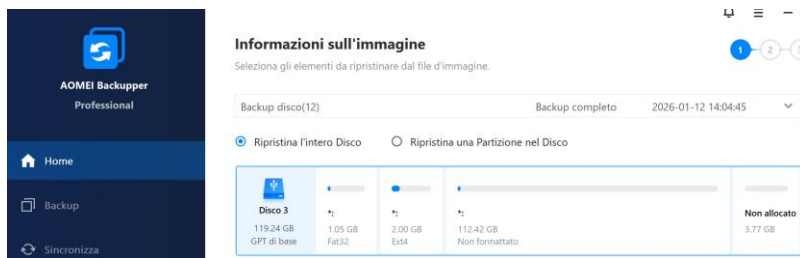 Informazioni sull'immagine
Seleziona gli elementi da ripristinare dal file d'immagine.
1 2
AOMEI Backupper
Professional
Backup disco(12) Backup completo 2026-01-12 14:04:45
Ripristina l'intero Disco Ripristina una Partizione nel Disco
Home
Backup
Sincronizza
Disco 3 *: *: *: Non allocato
119.24 GB 1.05 GB 2.00 GB 112.42 GB 3.77 GB
GPT di base Fat32 Ext4 Non formattato